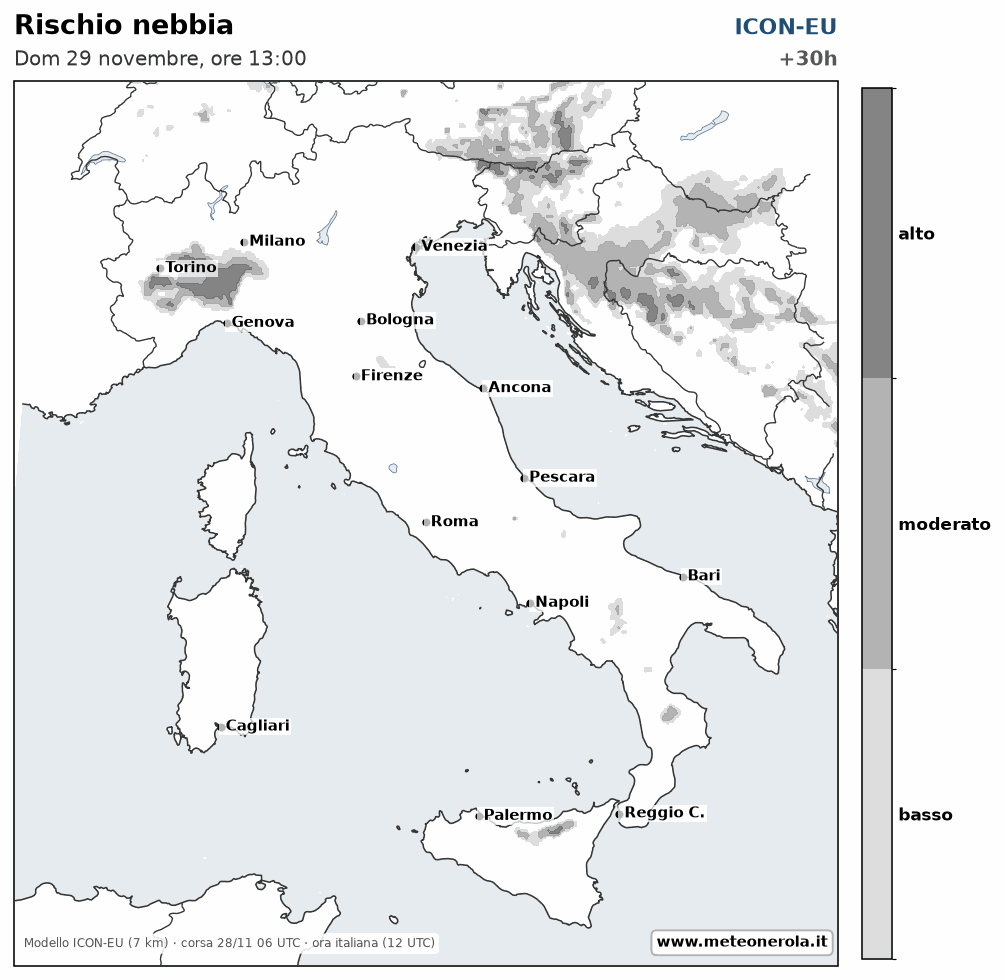 Rischio nebbia
ICON-EU
Dom 29 novembre, ore 13:00
+30h
alto
Milano
Venezia
Torino
Genova
Bologna
Firenze
Ancona
Pescara
Roma
moderato
Bari
Napoli
Cagliari
Palermo
Reggio C.
basso
Modello ICON-EU (7 km) · corsa 28/11 06 UTC · ora italiana (12 UTC)
www.meteonerola.it